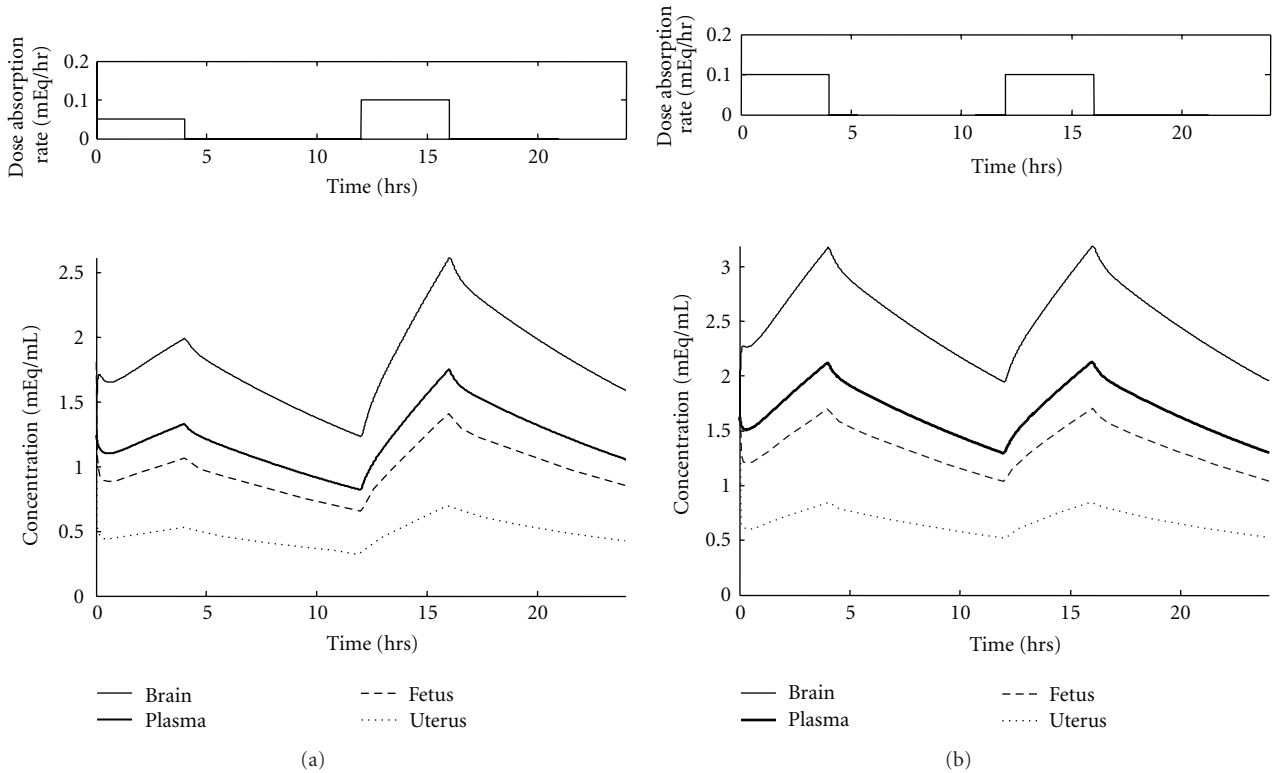 Dose absorption
rate (mEq/hr)
0.2
0.1
0
0
5
10
15
20
Time (hrs)
Concentration (mEq/mL)
2.5
2
1.5
1
0.5
0
0
5
10
15
20
Time (hrs)
Brain
Plasma
Fetus
Uterus
(a)
Dose absorption
rate (mEq/hr)
0.2
0.1
0
0
5
10
15
20
Time (hrs)
Concentration (mEq/mL)
3
2.5
2
1.5
1
0.5
0
0
5
10
15
20
Time (hrs)
Brain
Plasma
Fetus
Uterus
(b)